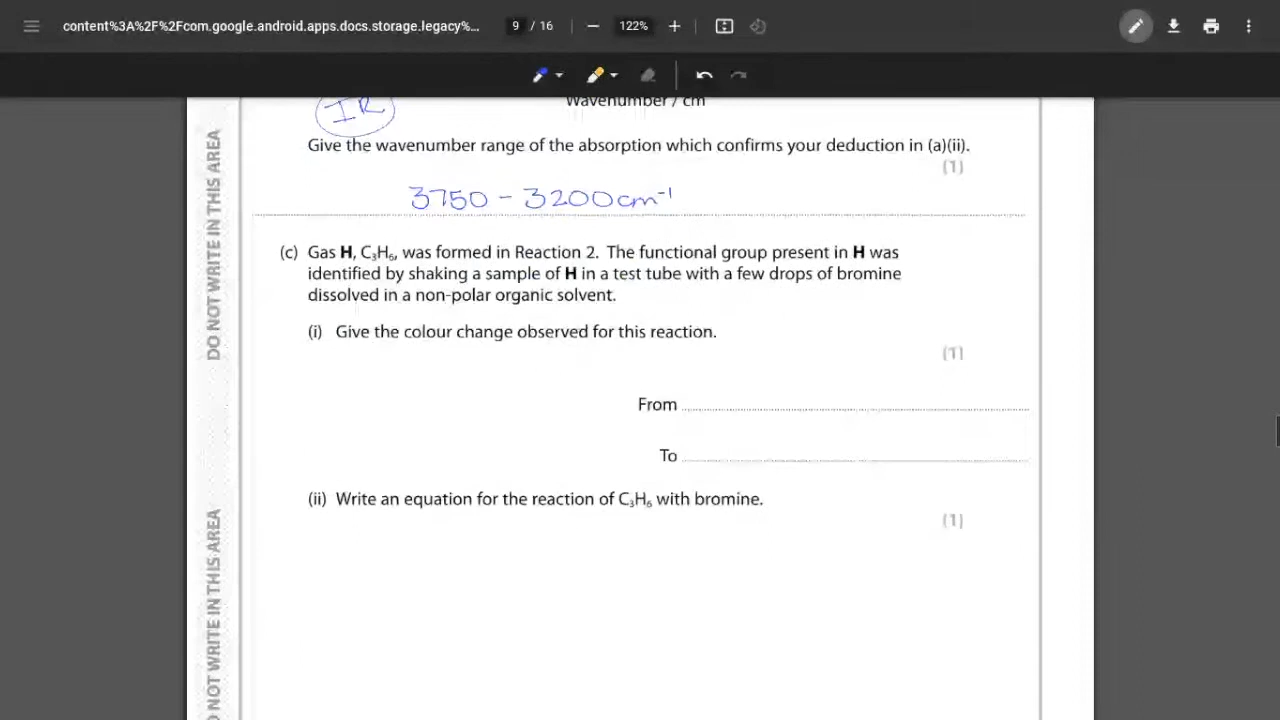 content%3A%2F%2Fcom.google.android.apps.docs.storage.legacy%... 9 / 16 122%
IR
Wavenumber / cm
Give the wavenumber range of the absorption which confirms your deduction in (a)(ii).
(1)
3750 - 3200 cm⁻¹
(c) Gas H, C₃H₆, was formed in Reaction 2. The functional group present in H was
identified by shaking a sample of H in a test tube with a few drops of bromine
dissolved in a non-polar organic solvent.
(i) Give the colour change observed for this reaction.
(1)
From
To
(ii) Write an equation for the reaction of C₃H₆ with bromine.
(1)
DO NOT WRITE IN THIS AREA
NOT WRITE IN THIS AREA